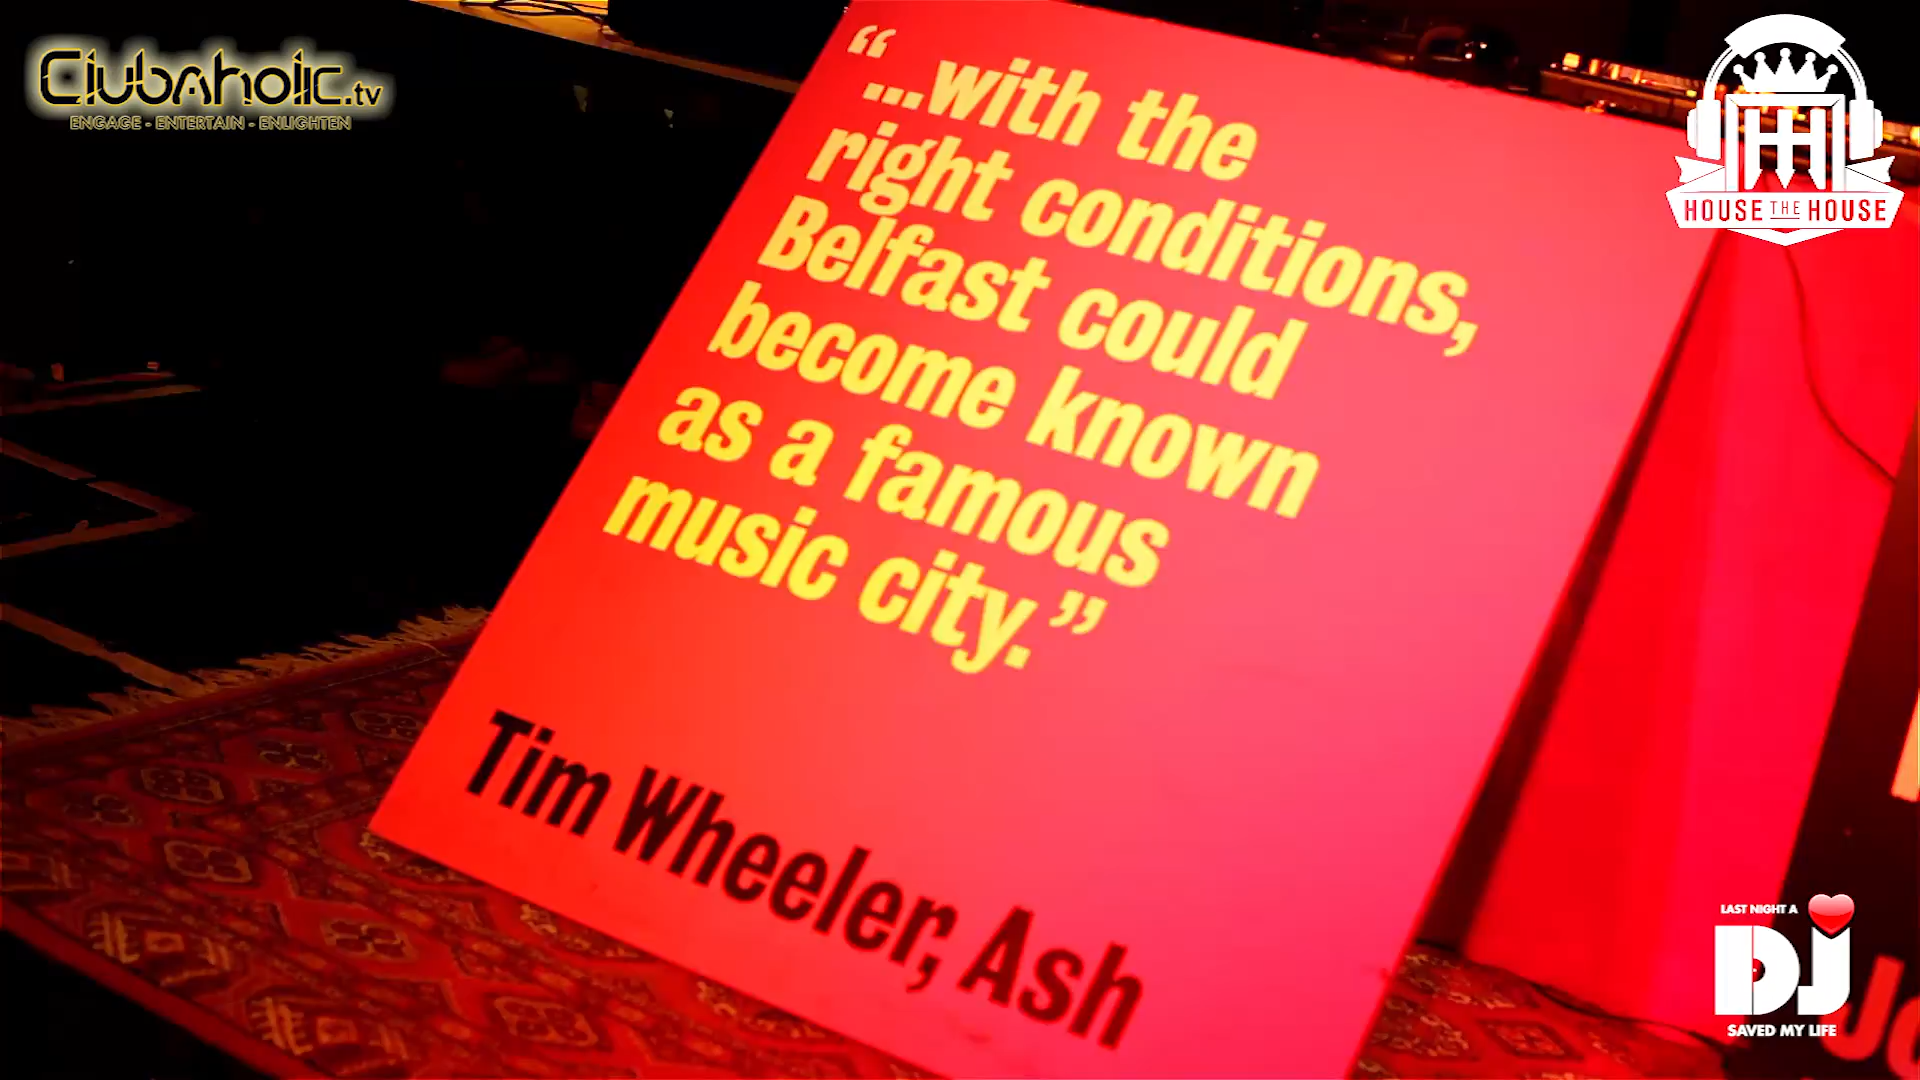 Clubaholic.tv
ENGAGE - ENTERTAIN - ENLIGHTEN
“
...with the
right conditions,
Belfast could
become known
as a famous
music city.”
Tim Wheeler, Ash
HOUSE THE HOUSE
LAST NIGHT A
DJ
SAVED MY LIFE